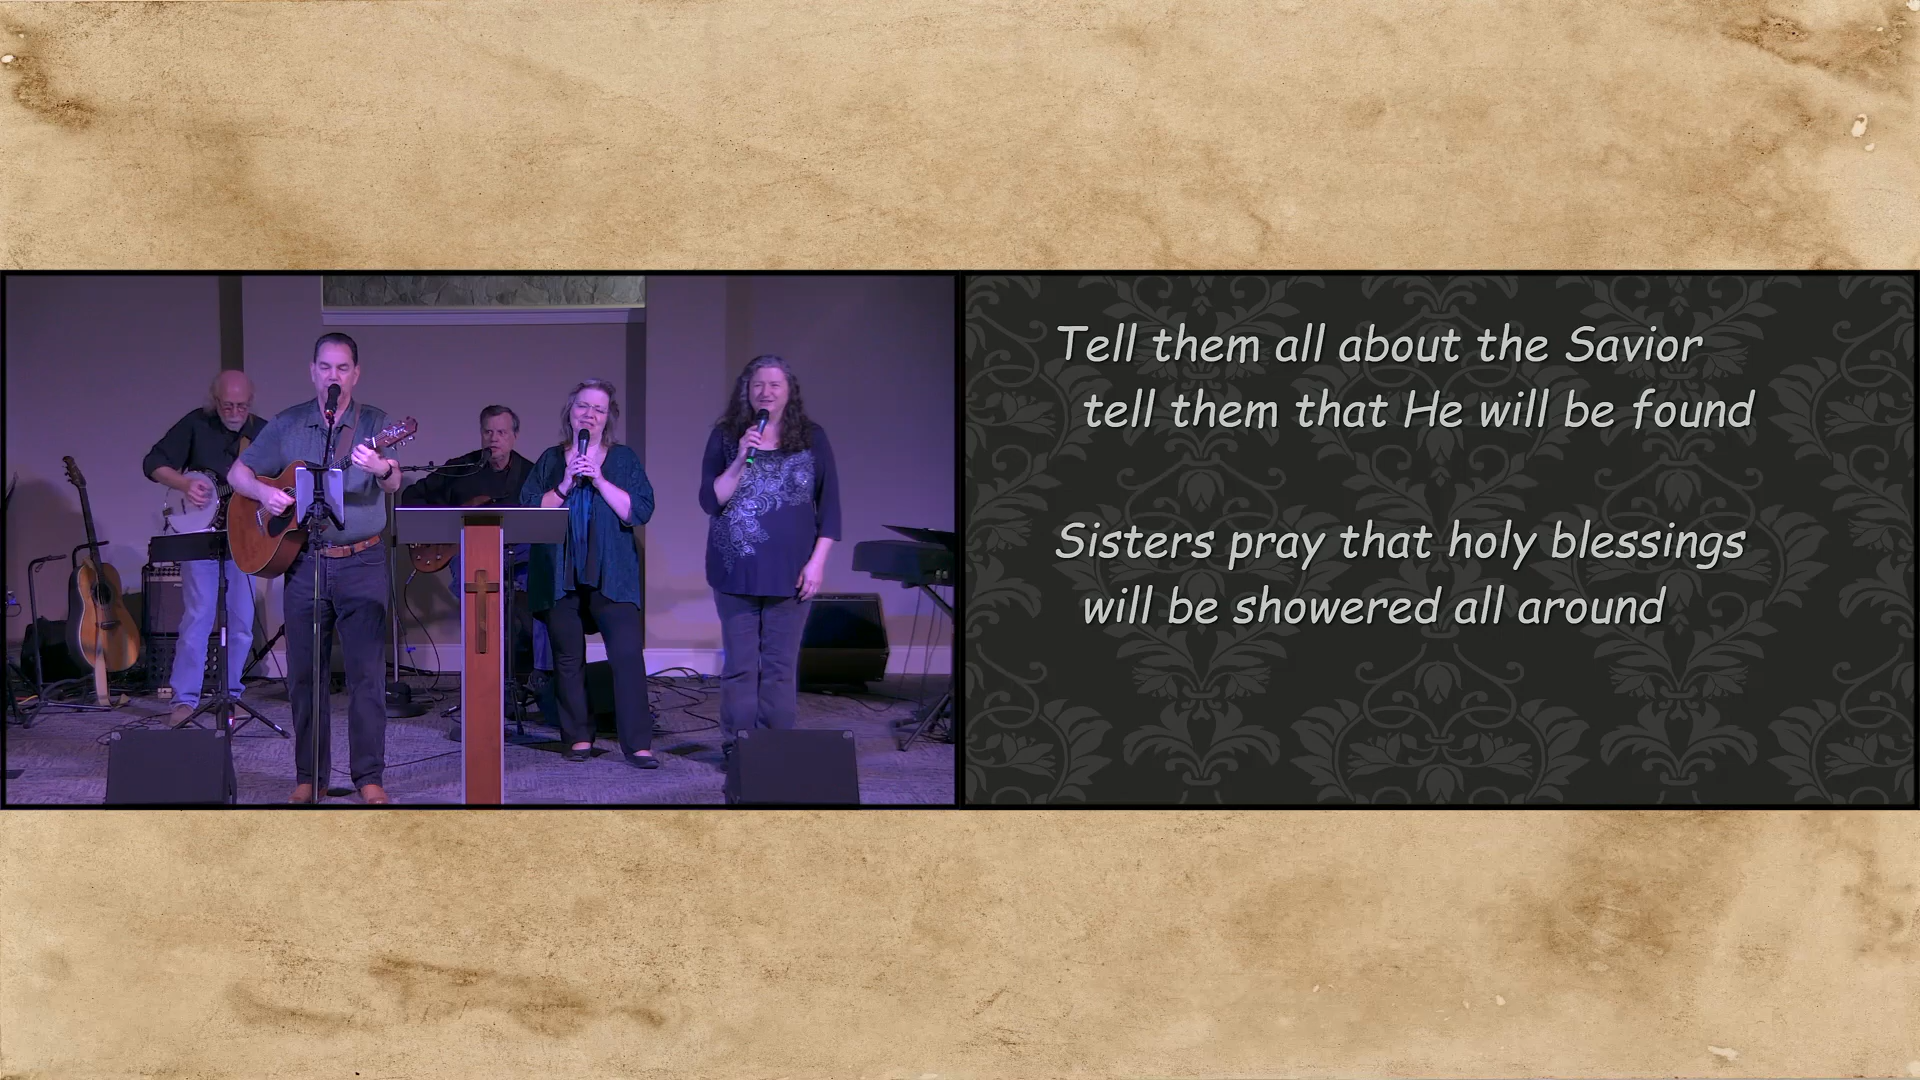 Tell them all about the Savior
tell them that He will be found
Sisters pray that holy blessings
will be showered all around